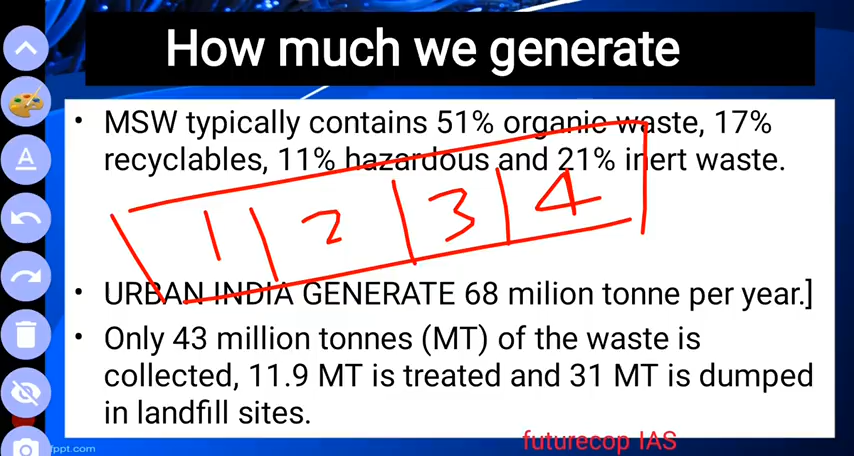 How much we generate
• MSW typically contains 51% organic waste, 17%
recyclables, 11% hazardous and 21% inert waste.
1 2 3 4
• URBAN INDIA GENERATE 68 milion tonne per year.]
• Only 43 million tonnes (MT) of the waste is
collected, 11.9 MT is treated and 31 MT is dumped
in landfill sites.
futurecop IAS
fppt.com
A